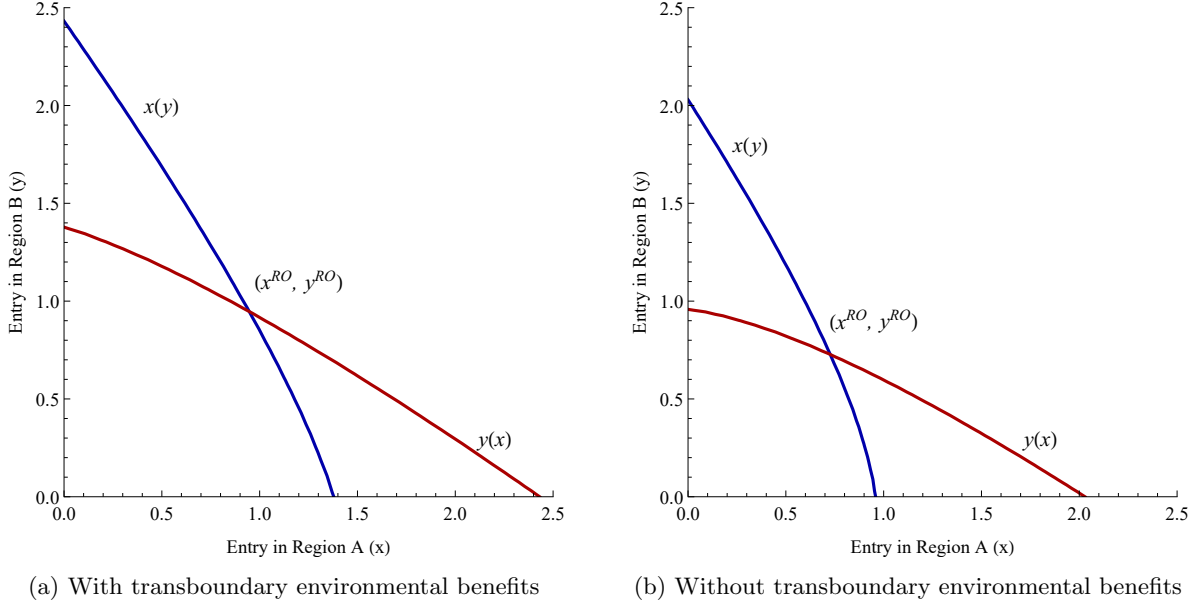 2.5
2.0
1.5
1.0
0.5
0.0
0.0 0.5 1.0 1.5 2.0 2.5
Entry in Region B (y)
Entry in Region A (x)
x(y)
(x^RO, y^RO)
y(x)
(a) With transboundary environmental benefits
2.5
2.0
1.5
1.0
0.5
0.0
0.0 0.5 1.0 1.5 2.0 2.5
Entry in Region B (y)
Entry in Region A (x)
x(y)
(x^RO, y^RO)
y(x)
(b) Without transboundary environmental benefits